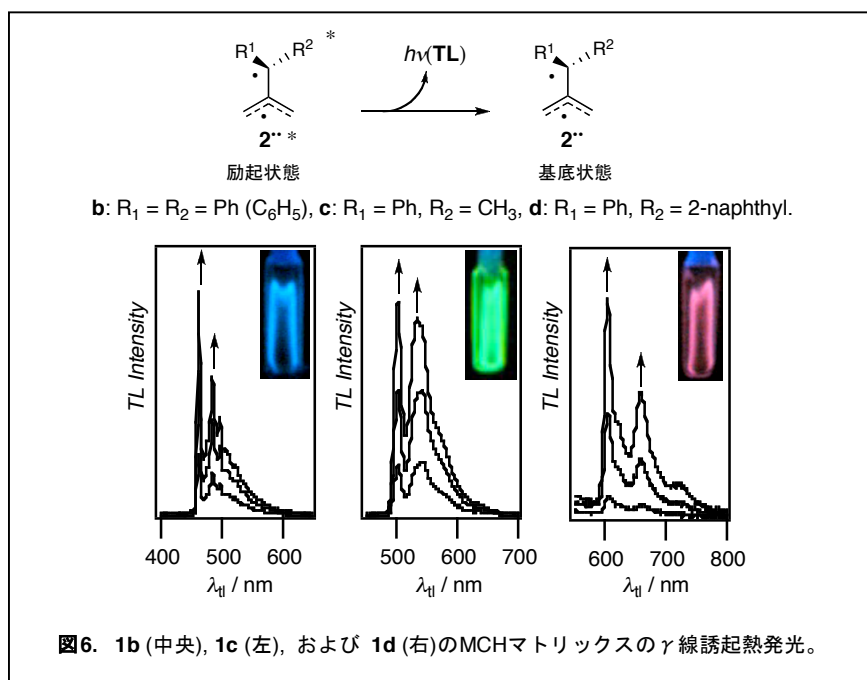 R1 R2 * R1 R2
hν(TL)
2•• * 2••
励起状態 基底状態
b: R1 = R2 = Ph (C6H5), c: R1 = Ph, R2 = CH3, d: R1 = Ph, R2 = 2-naphthyl.
TL Intensity TL Intensity TL Intensity
400 500 600 500 600 700 600 700 800
λtl / nm λtl / nm λtl / nm
図6. 1b (中央), 1c (左), および 1d (右)のMCHマトリックスのγ線誘起熱発光。